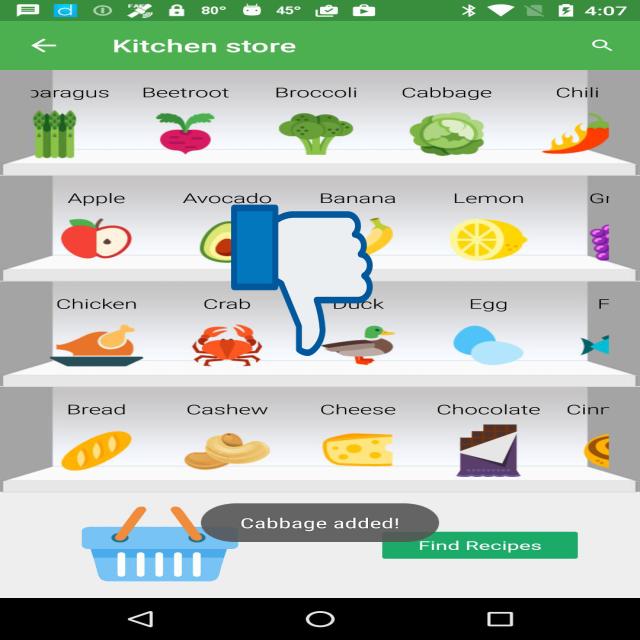 80° 45° 4:07
Kitchen store
paragus Beetroot Broccoli Cabbage Chili
Apple Avocado Banana Lemon Gr
Chicken Crab Duck Egg F
Bread Cashew Cheese Chocolate Cinn
Cabbage added!
Find Recipes